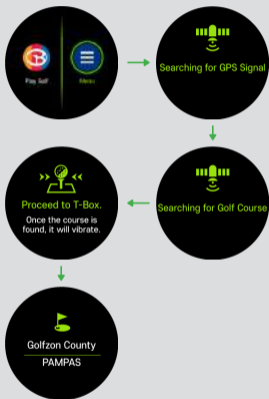 Play Golf
Menu
Searching for GPS Signal
Searching for Golf Course
Proceed to T-Box.
Once the course is
found, it will vibrate.
Golfzon County
PAMPAS